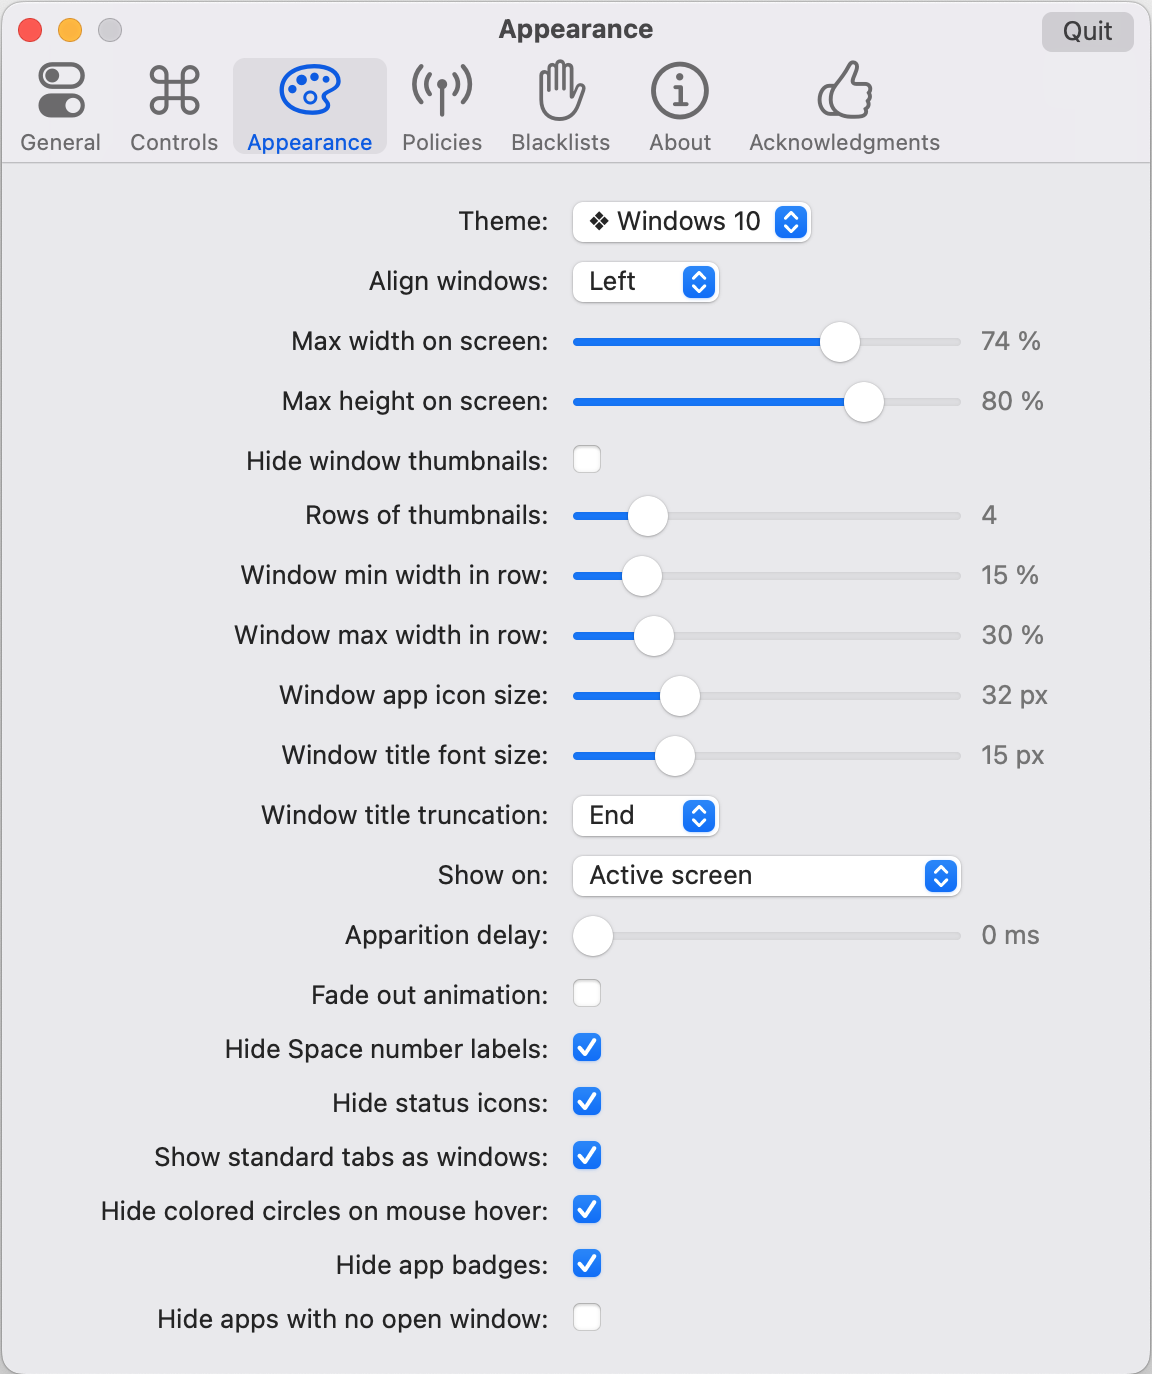 Appearance
Quit
General Controls Appearance Policies Blacklists About Acknowledgments
Theme: ❖ Windows 10
Align windows: Left
Max width on screen: 74 %
Max height on screen: 80 %
Hide window thumbnails:
Rows of thumbnails: 4
Window min width in row: 15 %
Window max width in row: 30 %
Window app icon size: 32 px
Window title font size: 15 px
Window title truncation: End
Show on: Active screen
Apparition delay: 0 ms
Fade out animation:
Hide Space number labels:
Hide status icons:
Show standard tabs as windows:
Hide colored circles on mouse hover:
Hide app badges:
Hide apps with no open window: